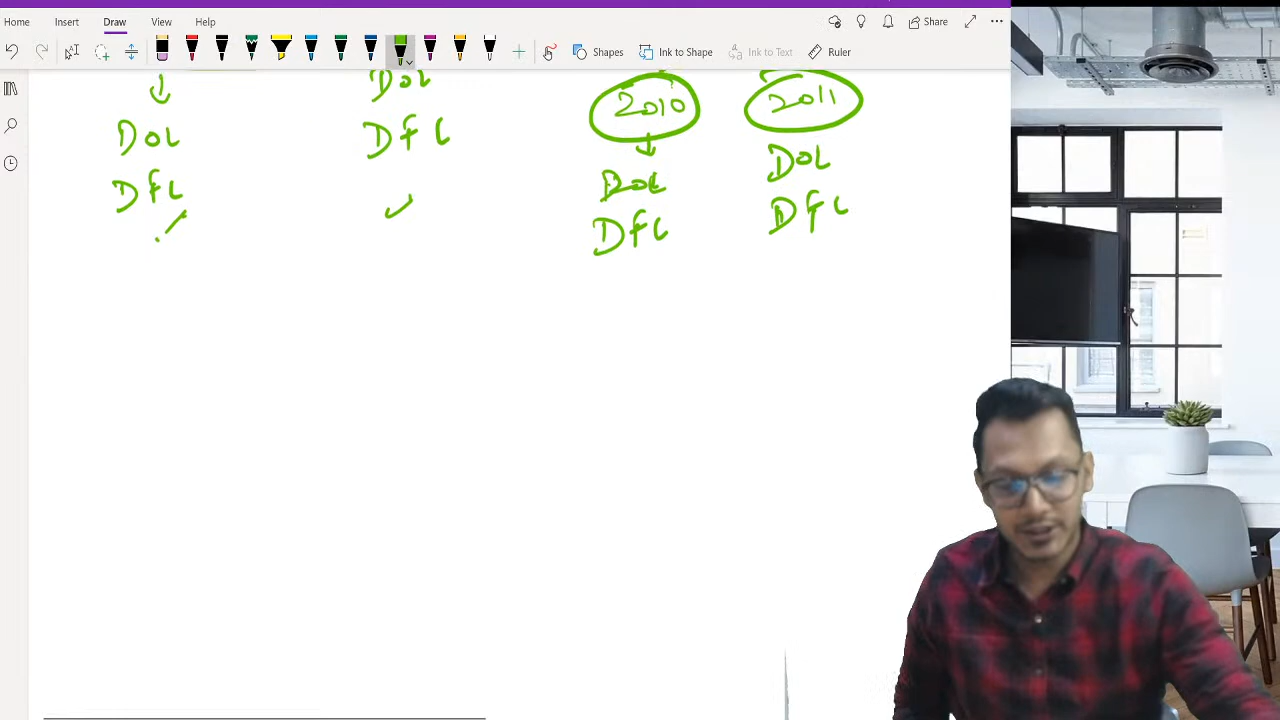 Home Insert Draw View Help Share
Ink to Shape Ink to Text Shapes Ruler
DOL
2010 2011
DOL DFL
DOL DOL
DFL
DFL DFL